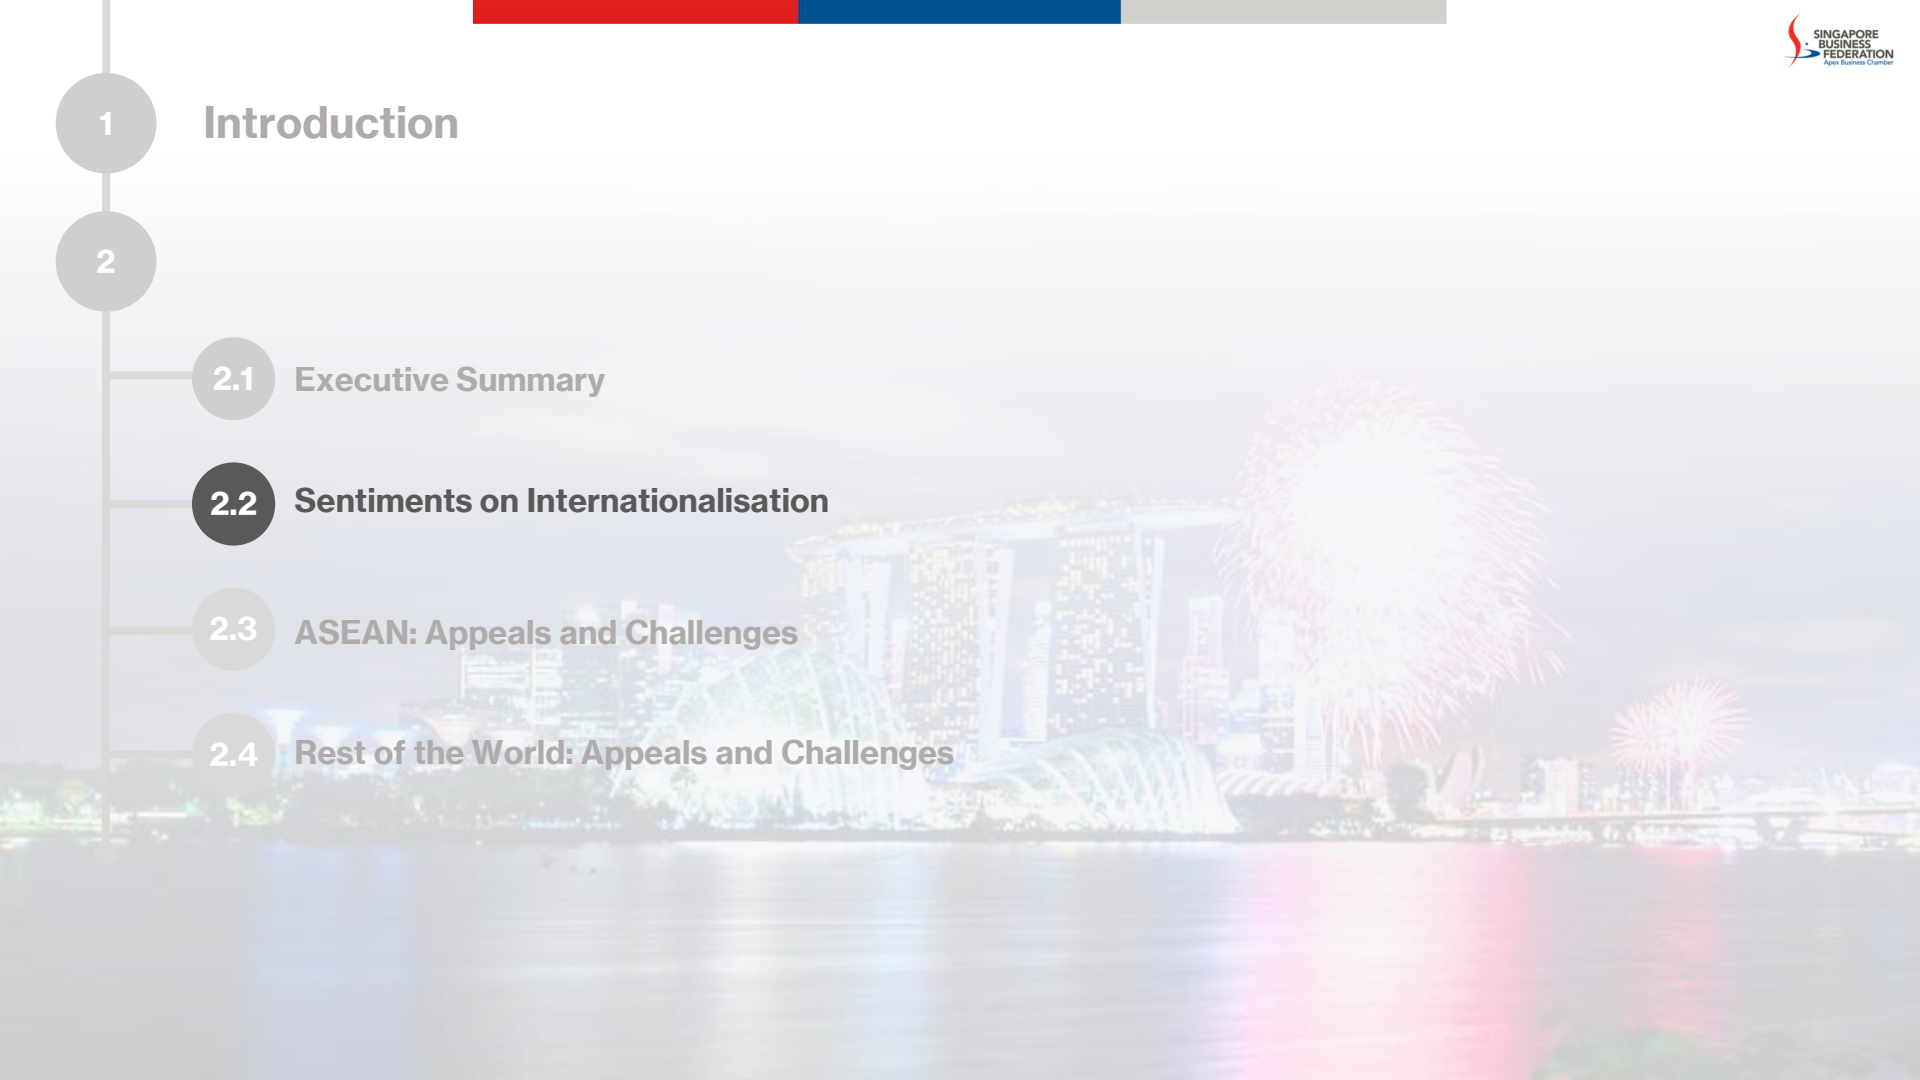 SINGAPORE
BUSINESS
FEDERATION
Apex Business Chamber
1 Introduction
2
2.1 Executive Summary
2.2 Sentiments on Internationalisation
2.3 ASEAN: Appeals and Challenges
2.4 Rest of the World: Appeals and Challenges